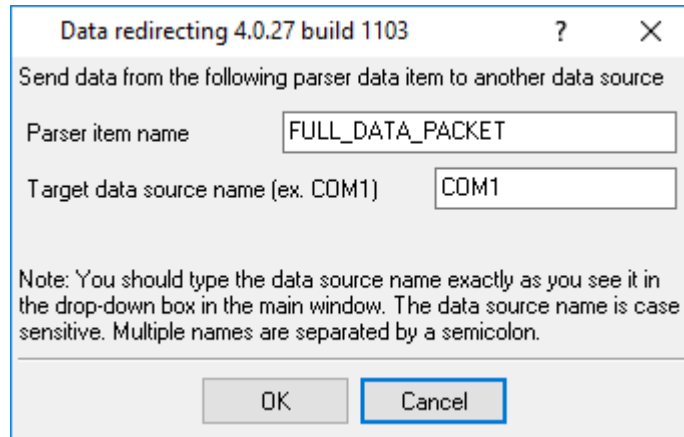 Data redirecting 4.0.27 build 1103 ?
Send data from the following parser data item to another data source
Parser item name FULL_DATA_PACKET
Target data source name (ex. COM1) COM1
Note: You should type the data source name exactly as you see it in
the drop-down box in the main window. The data source name is case
sensitive. Multiple names are separated by a semicolon.
OK Cancel